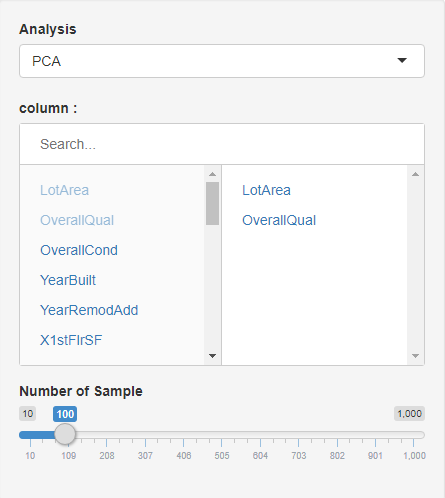 Analysis
PCA
column :
Search...
LotArea
OverallQual
OverallCond
YearBuilt
YearRemodAdd
X1stFlrSF
LotArea
OverallQual
Number of Sample
10 100 1,000
10 109 208 307 406 505 604 703 802 901 1,000